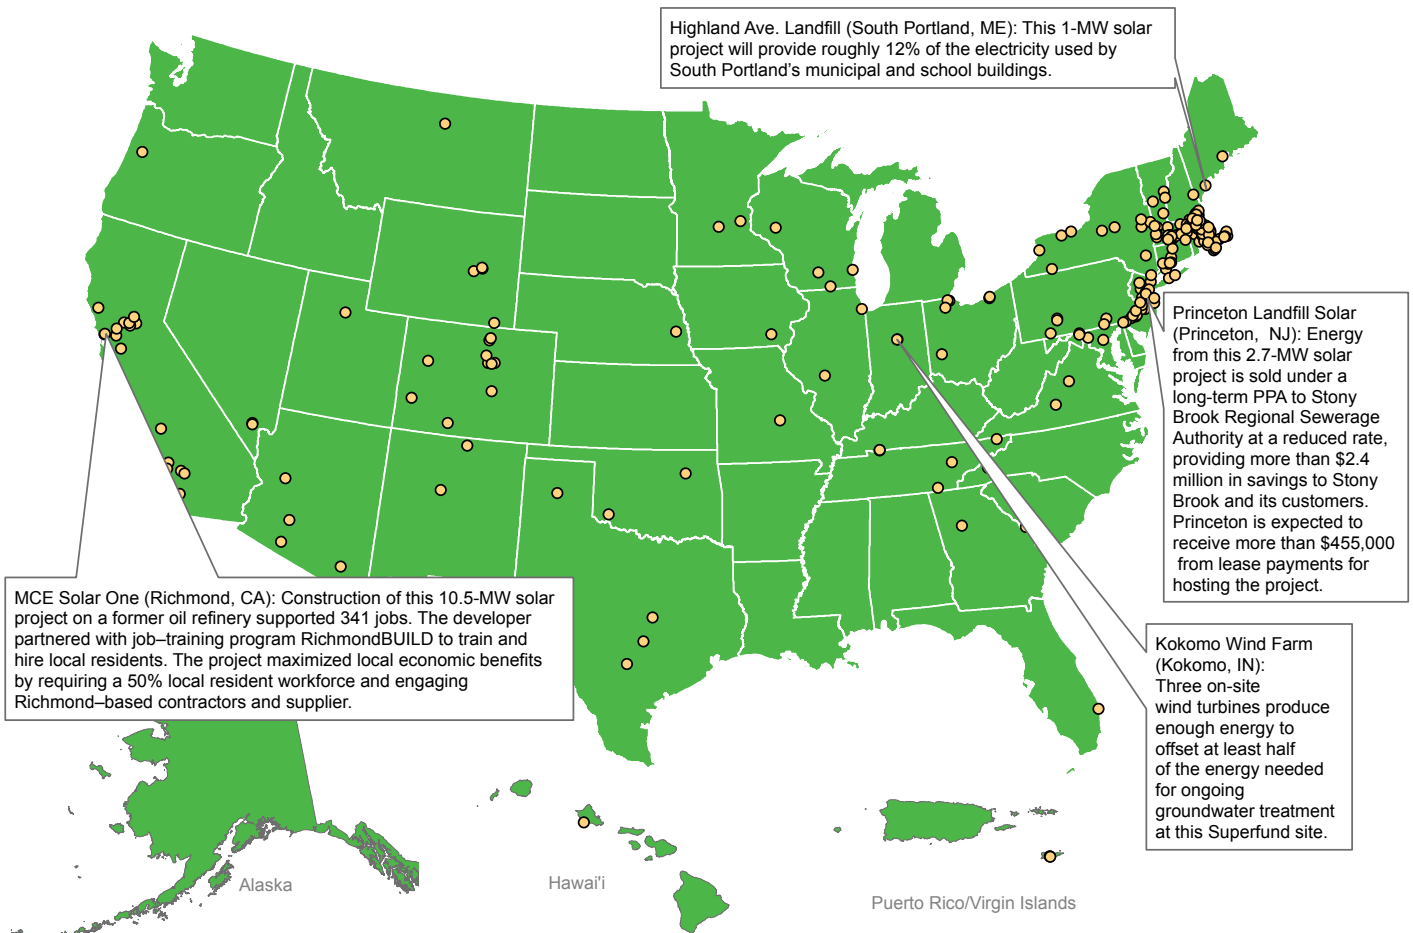 Highland Ave. Landfill (South Portland, ME): This 1-MW solar
project will provide roughly 12% of the electricity used by
South Portland's municipal and school buildings.
Princeton Landfill Solar
(Princeton, NJ): Energy
from this 2.7-MW solar
project is sold under a
long-term PPA to Stony
Brook Regional Sewerage
Authority at a reduced rate,
providing more than $2.4
million in savings to Stony
Brook and its customers.
Princeton is expected to
receive more than $455,000
from lease payments for
hosting the project.
MCE Solar One (Richmond, CA): Construction of this 10.5-MW solar
project on a former oil refinery supported 341 jobs. The developer
partnered with job–training program RichmondBUILD to train and
hire local residents. The project maximized local economic benefits
by requiring a 50% local resident workforce and engaging
Richmond–based contractors and supplier.
Kokomo Wind Farm
(Kokomo, IN):
Three on-site
wind turbines produce
enough energy to
offset at least half
of the energy needed
for ongoing
groundwater treatment
at this Superfund site.
Alaska
Hawai'i
Puerto Rico/Virgin Islands